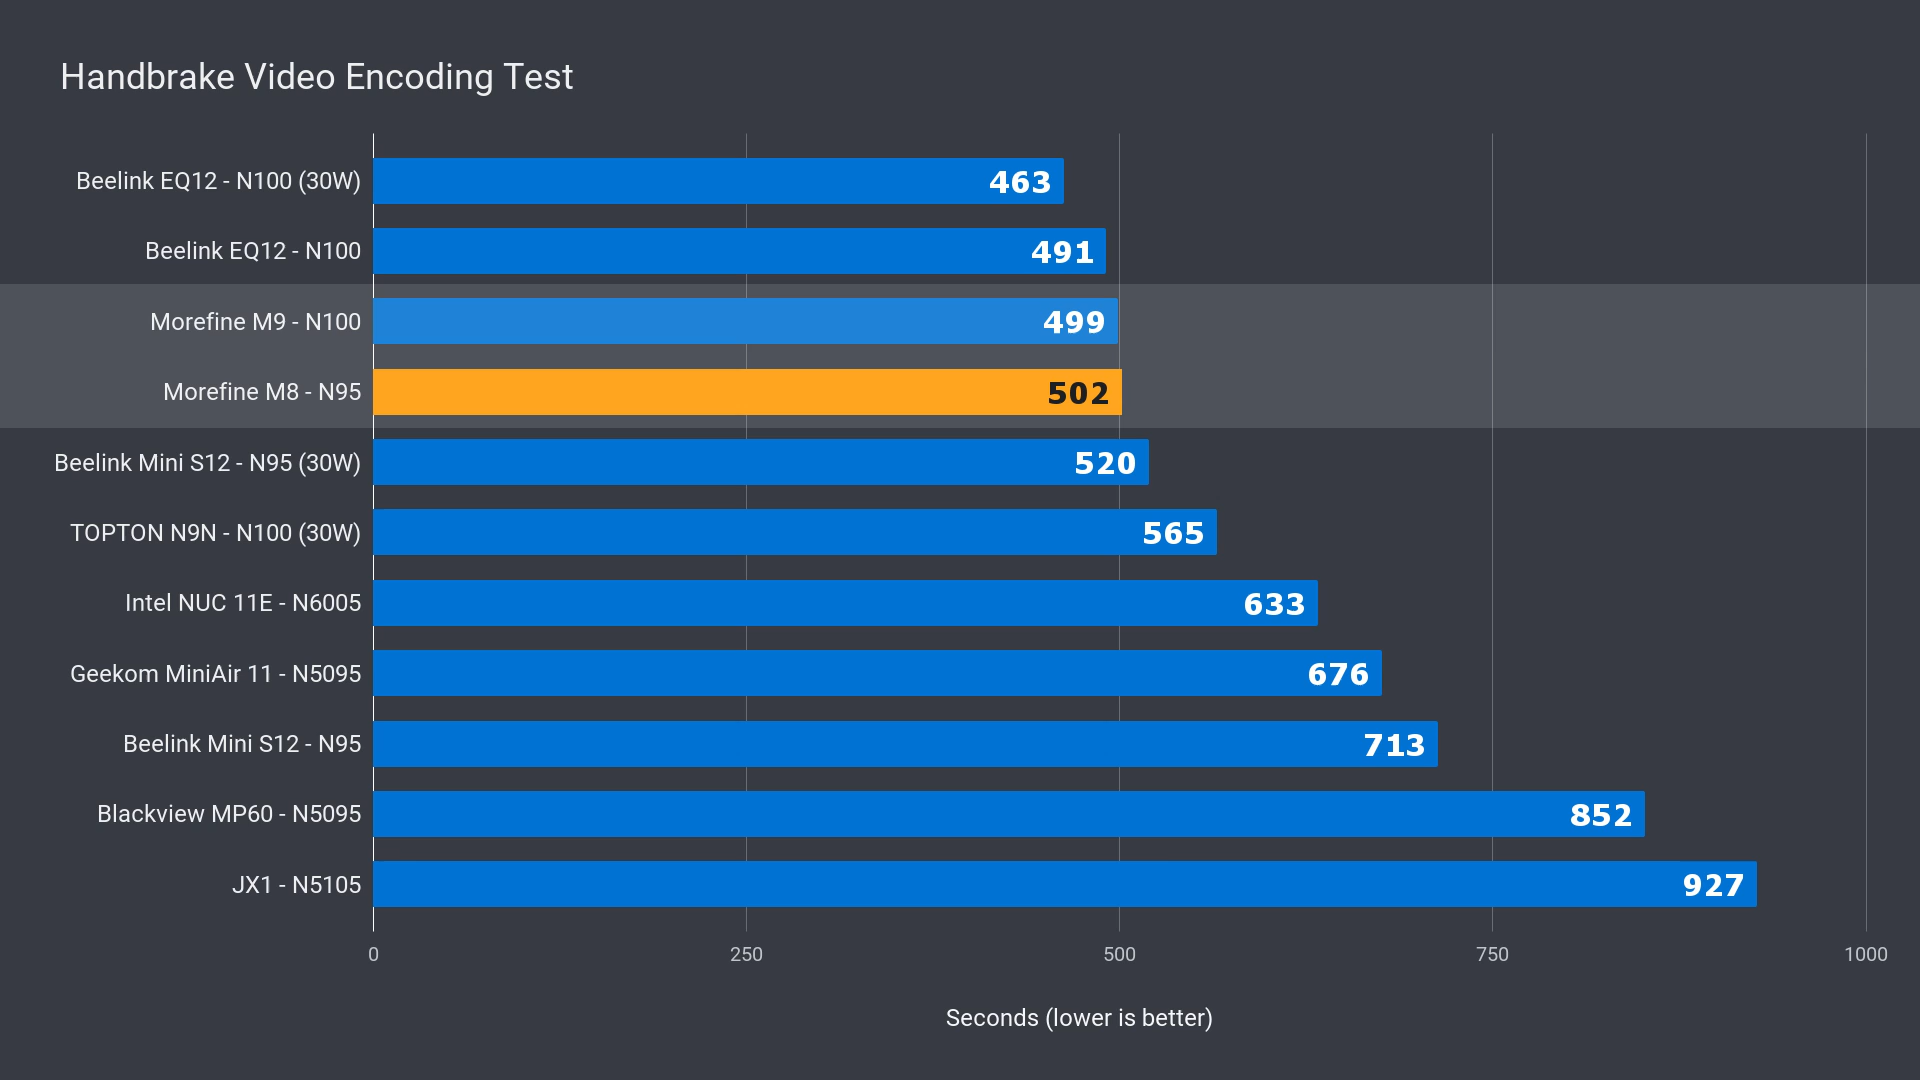 Handbrake Video Encoding Test
Beelink EQ12 - N100 (30W) 463
Beelink EQ12 - N100 491
Morefine M9 - N100 499
Morefine M8 - N95 502
Beelink Mini S12 - N95 (30W) 520
TOPTON N9N - N100 (30W) 565
Intel NUC 11E - N6005 633
Geekom MiniAir 11 - N5095 676
Beelink Mini S12 - N95 713
Blackview MP60 - N5095 852
JX1 - N5105 927
0 250 500 750 1000
Seconds (lower is better)